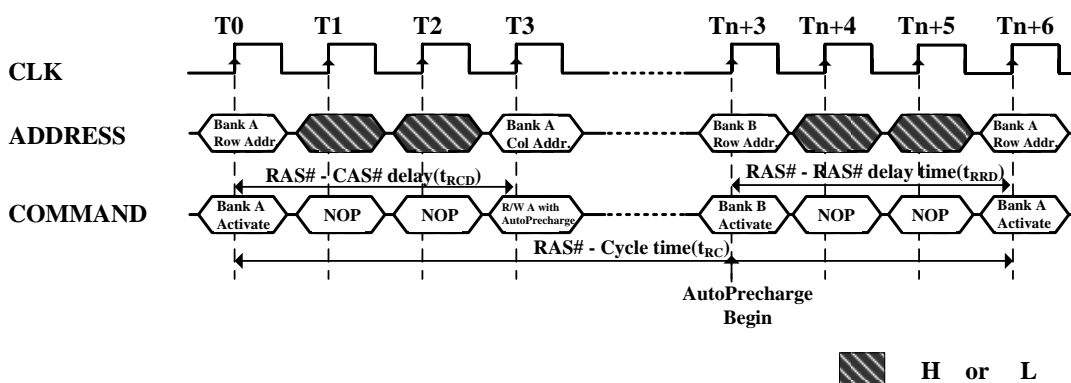 T0 T1 T2 T3 Tn+3 Tn+4 Tn+5 Tn+6
CLK
ADDRESS
Bank A
Row Addr.
Bank A
Col Addr.
Bank B
Row Addr.
Bank A
Row Addr.
RAS# - CAS# delay(tRCD)
RAS# - RAS# delay time(tRRD)
COMMAND
Bank A
Activate
NOP
NOP
R/W A with
AutoPrecharge
Bank B
Activate
NOP
NOP
Bank A
Activate
RAS# - Cycle time(tRC)
AutoPrecharge
Begin
H or L